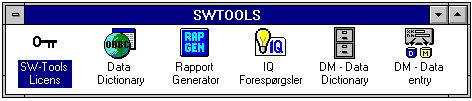 SWTOOLS
ODBC
RAP
GEN
IQ
D M
SW-Tools
Licens
Data
Dictionary
Rapport
Generator
IQ
Forespørgsler
DM - Data
Dictionary
DM - Data
entry